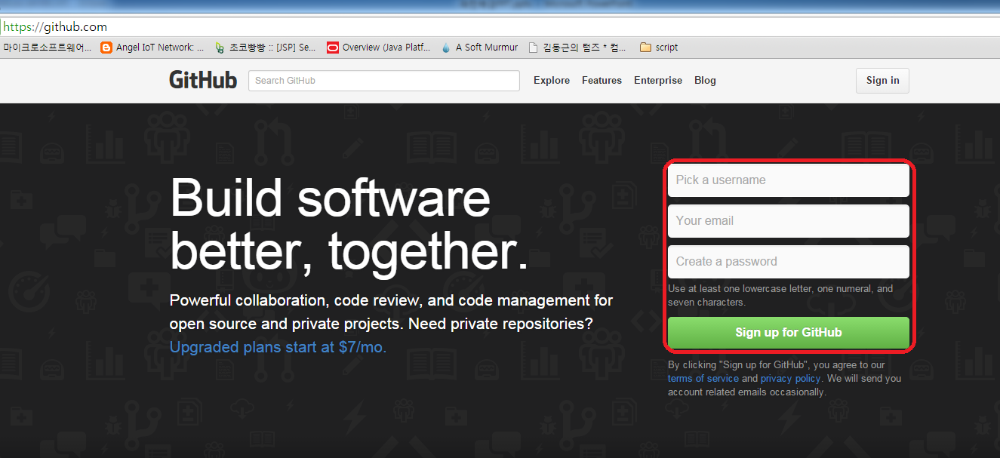 https://github.com
마이크로소프트웨어...
Angel IoT Network: ...
초코빵빵 :: [JSP] Se...
Overview (Java Platf...
A Soft Murmur
김동근의 텀즈 * 컴...
script
GitHub
Search GitHub
Explore
Features
Enterprise
Blog
Sign in
Build software
better, together.
Powerful collaboration, code review, and code management for
open source and private projects. Need private repositories?
Upgraded plans start at $7/mo.
Pick a username
Your email
Create a password
Use at least one lowercase letter, one numeral, and
seven characters.
Sign up for GitHub
By clicking "Sign up for GitHub", you agree to our
terms of service and privacy policy. We will send you
account related emails occasionally.